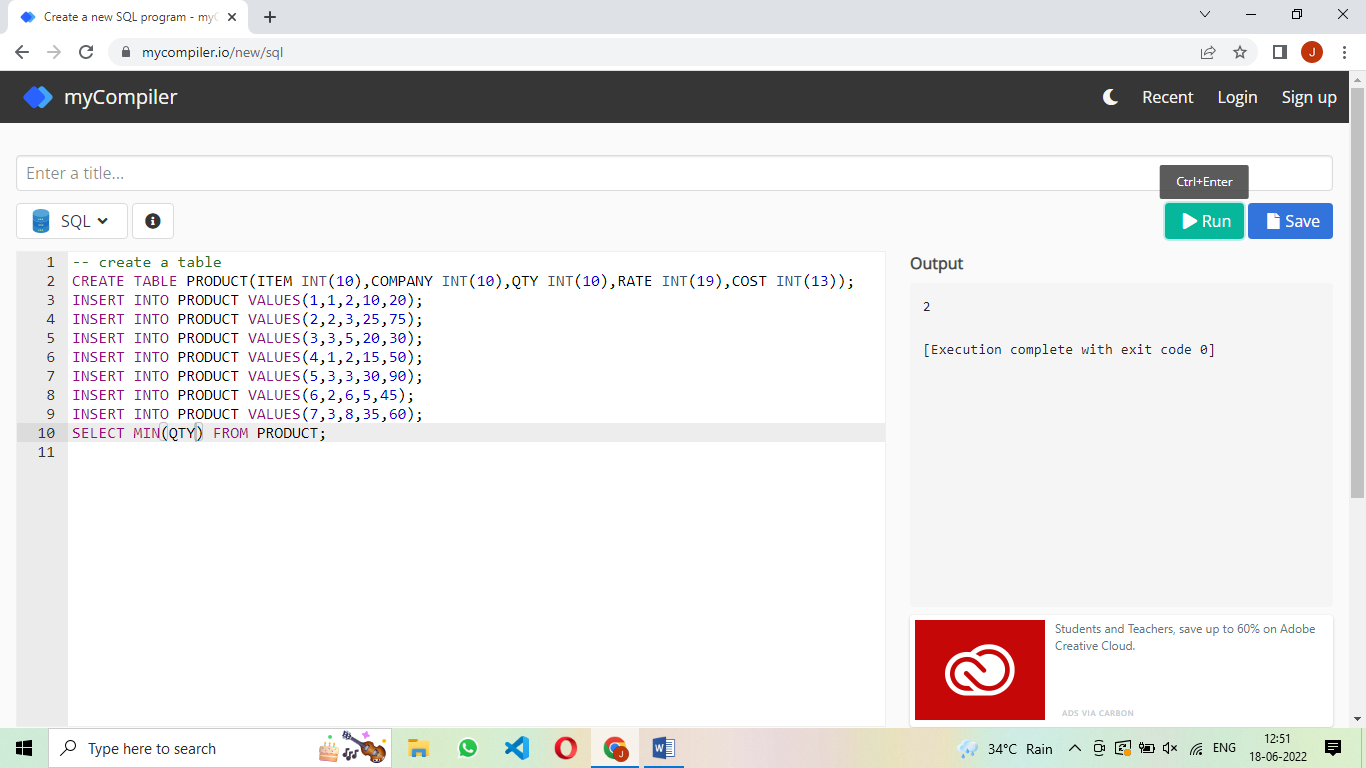 Create a new SQL program - myC
mycompiler.io/new/sql
J
myCompiler
Recent
Login
Sign up
Enter a title...
Ctrl+Enter
SQL
Run
Save
1 -- create a table
2 CREATE TABLE PRODUCT(ITEM INT(10),COMPANY INT(10),QTY INT(10),RATE INT(19),COST INT(13));
3 INSERT INTO PRODUCT VALUES(1,1,2,10,20);
4 INSERT INTO PRODUCT VALUES(2,2,3,25,75);
5 INSERT INTO PRODUCT VALUES(3,3,5,20,30);
6 INSERT INTO PRODUCT VALUES(4,1,2,15,50);
7 INSERT INTO PRODUCT VALUES(5,3,3,30,90);
8 INSERT INTO PRODUCT VALUES(6,2,6,5,45);
9 INSERT INTO PRODUCT VALUES(7,3,8,35,60);
10 SELECT MIN(QTY) FROM PRODUCT;
11
Output
2
[Execution complete with exit code 0]
Students and Teachers, save up to 60% on Adobe
Creative Cloud.
ADS VIA CARBON
Type here to search
34°C Rain
ENG
12:51
18-06-2022